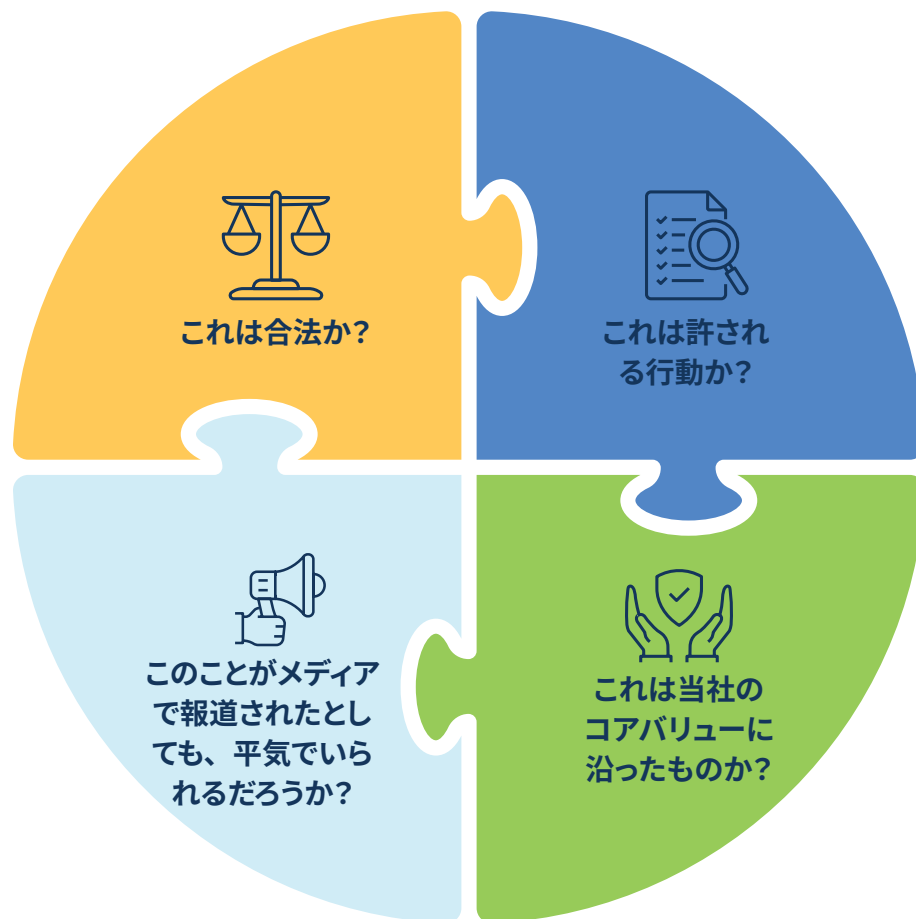 これは合法か？
これは許され
る行動か？
このことがメディア
で報道されたとし
ても、平気でいら
れるだろうか？
これは当社の
コアバリューに
沿ったものか？